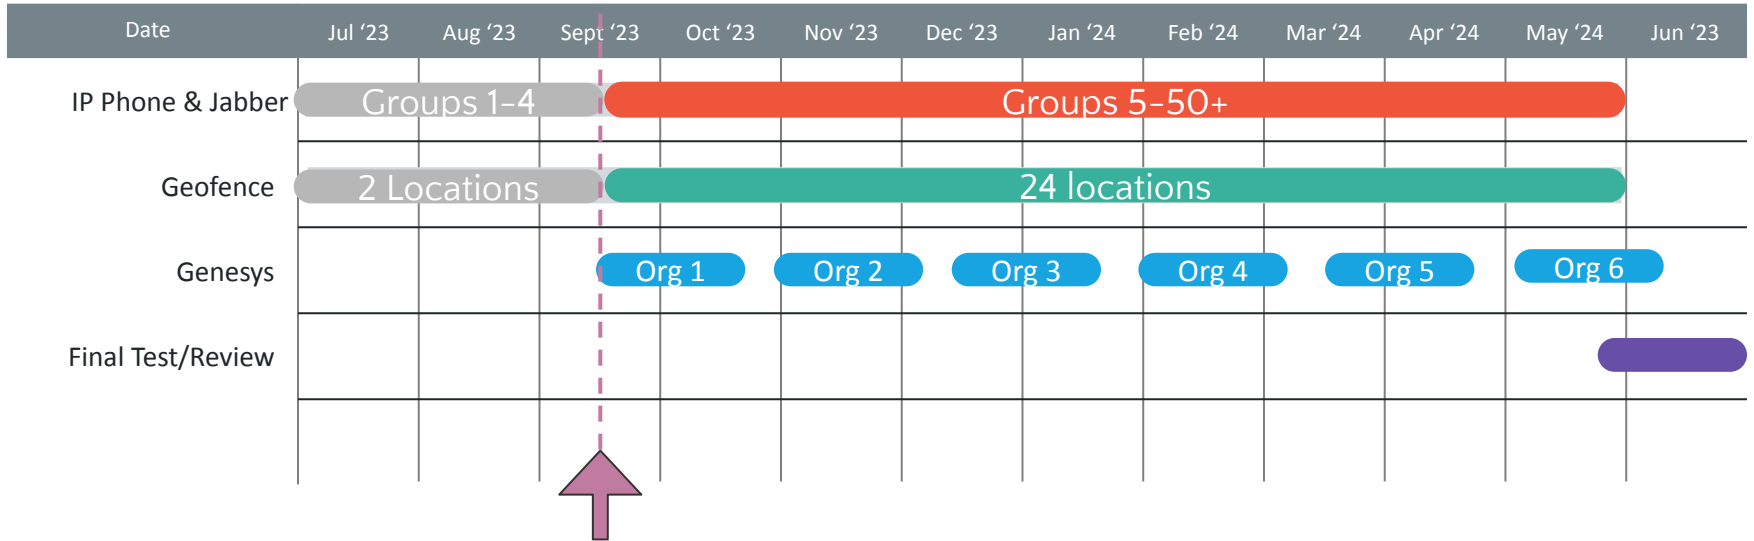 Date Jul ‘23 Aug ‘23 Sept ‘23 Oct ‘23 Nov ‘23 Dec ‘23 Jan ‘24 Feb ‘24 Mar ‘24 Apr ‘24 May ‘24 Jun ‘23
IP Phone & Jabber Groups 1-4 Groups 5-50+
Geofence 2 Locations 24 locations
Genesys Org 1 Org 2 Org 3 Org 4 Org 5 Org 6
Final Test/Review